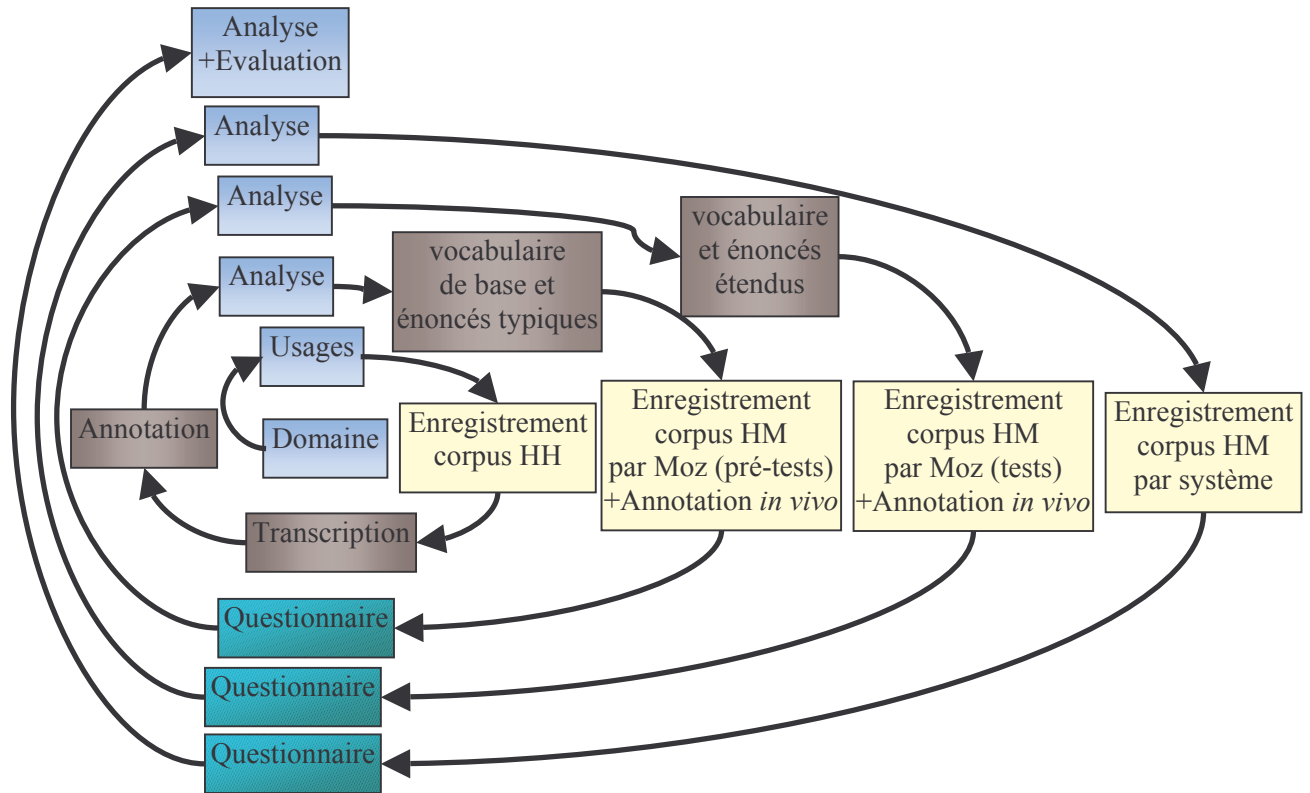 Analyse
+Evaluation
Analyse
Analyse
vocabulaire
et énoncés
étendus
Analyse
vocabulaire
de base et
énoncés typiques
Usages
Domaine
Annotation
Enregistrement
corpus HH
Enregistrement
corpus HM
par Moz (pré-tests)
+Annotation in vivo
Enregistrement
corpus HM
par Moz (tests)
+Annotation in vivo
Enregistrement
corpus HM
par système
Transcription
Questionnaire
Questionnaire
Questionnaire